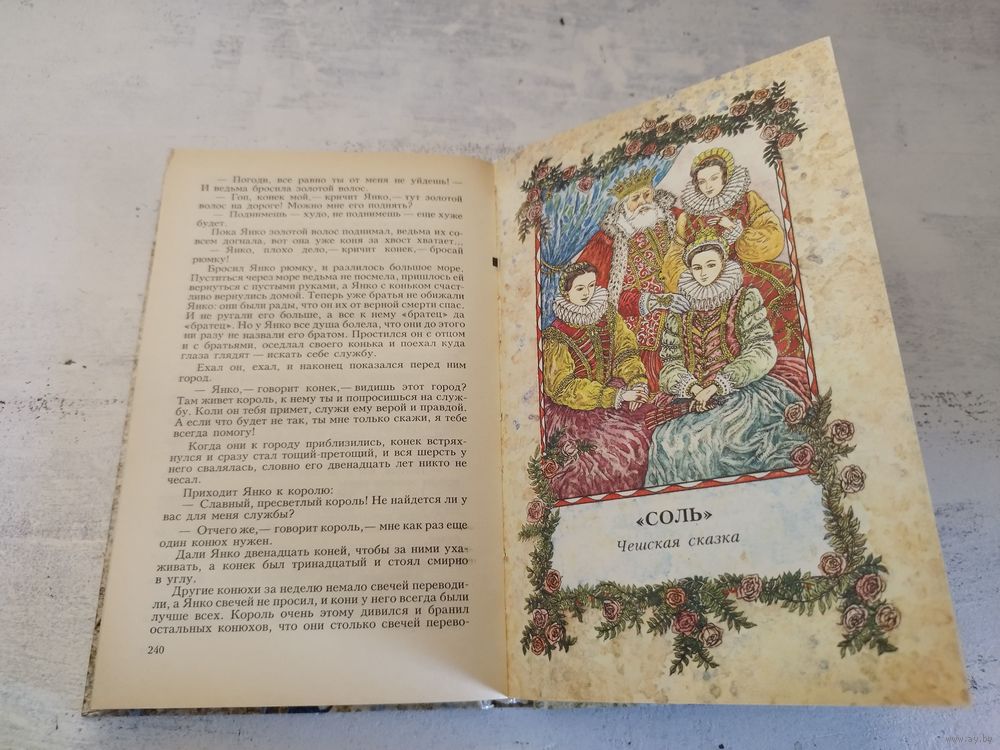 — Погоди, все равно ты от меня не уйдешь! —
И ведьма бросила золотой волос.
— Гоп, конек мой,— кричит Янко,— тут золотой
волос на дороге! Можно мне его поднять?
— Поднимешь — худо, не поднимешь — еще хуже
будет.
Пока Янко золотой волос поднимал, ведьма их со-
всем догнала, вот она уже коня за хвост хватает...
— Янко, плохо дело,— кричит конек,— бросай
рюмку!
Бросил Янко рюмку, и разлилось большое море.
Пуститься через море ведьма не посмела, пришлось ей
вернуться с пустыми руками, а Янко с коньком счаст-
ливо вернулись домой. Теперь уже братья не обижали
Янко: они были рады, что он их от верной смерти спас.
И не ругали его больше, а все к нему «братец» да
«братец». Но у Янко все душа болела, что они до этого
ни разу не назвали его братом. Простился он с отцом
и с братьями, оседлал своего конька и поехал куда
глаза глядят — искать себе службу.
Ехал он, ехал, и наконец показался перед ним
город.
— Янко,— говорит конек,— видишь этот город?
Там живет король, к нему ты и попросишься на служ-
бу. Коли он тебя примет, служи ему верой и правдой.
А если что будет не так, ты мне только скажи, я тебе
всегда помогу!
Когда они к городу приблизились, конек встрях-
нулся и сразу стал тощий-претощий, и вся шерсть у
него свалялась, словно его двенадцать лет никто не
чесал.
Приходит Янко к королю:
— Славный, пресветлый король! Не найдется ли у
вас для меня службы?
— Отчего же,— говорит король,— мне как раз еще
один конюх нужен.
Дали Янко двенадцать коней, чтобы за ними уха-
живать, а конек был тринадцатый и стоял смирно
в углу.
Другие конюхи за неделю немало свечей переводи-
ли, а Янко свечей не просил, и кони у него всегда были
лучше всех. Король очень этому дивился и бранил
остальных конюхов, что они столько свечей перево-
240
«СОЛЬ»
Чешская сказка
www.ay.by